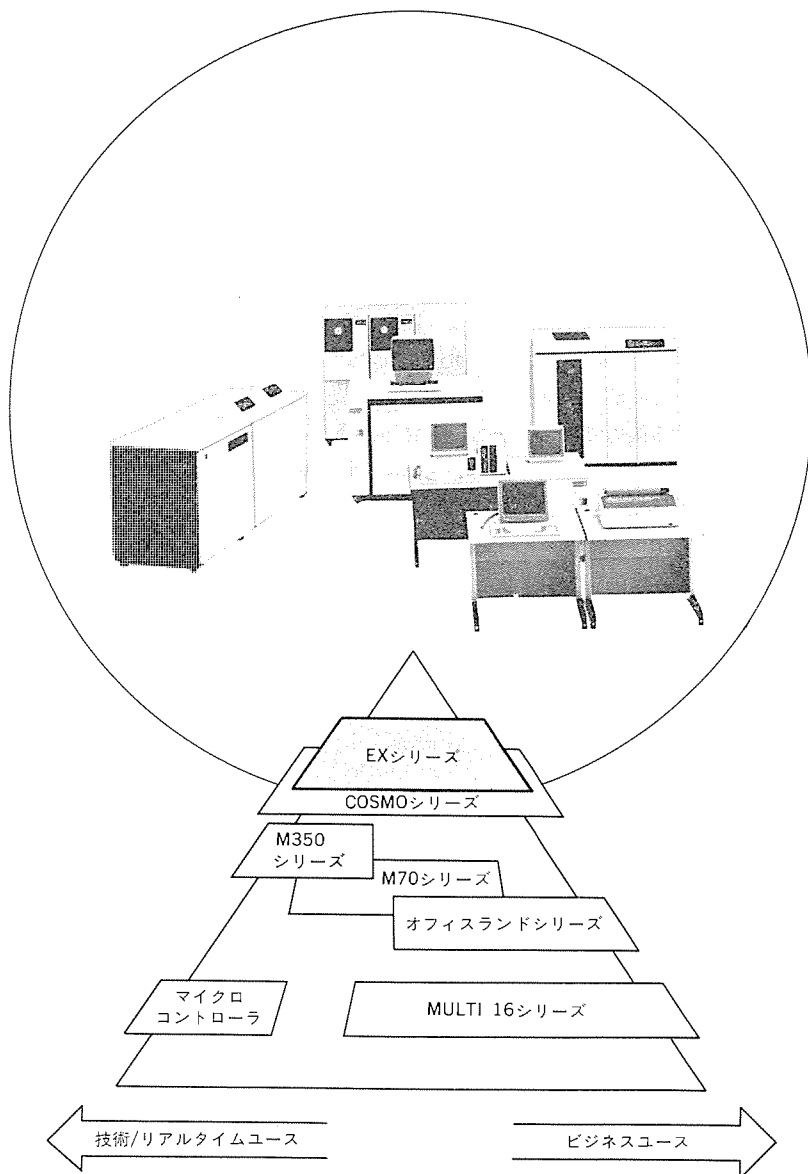 EXシリーズ
COSMOシリーズ
M350
シリーズ
M70シリーズ
オフィスランドシリーズ
マイクロ
コントローラ
MULTI 16シリーズ
技術/リアルタイムユース
ビジネスユース